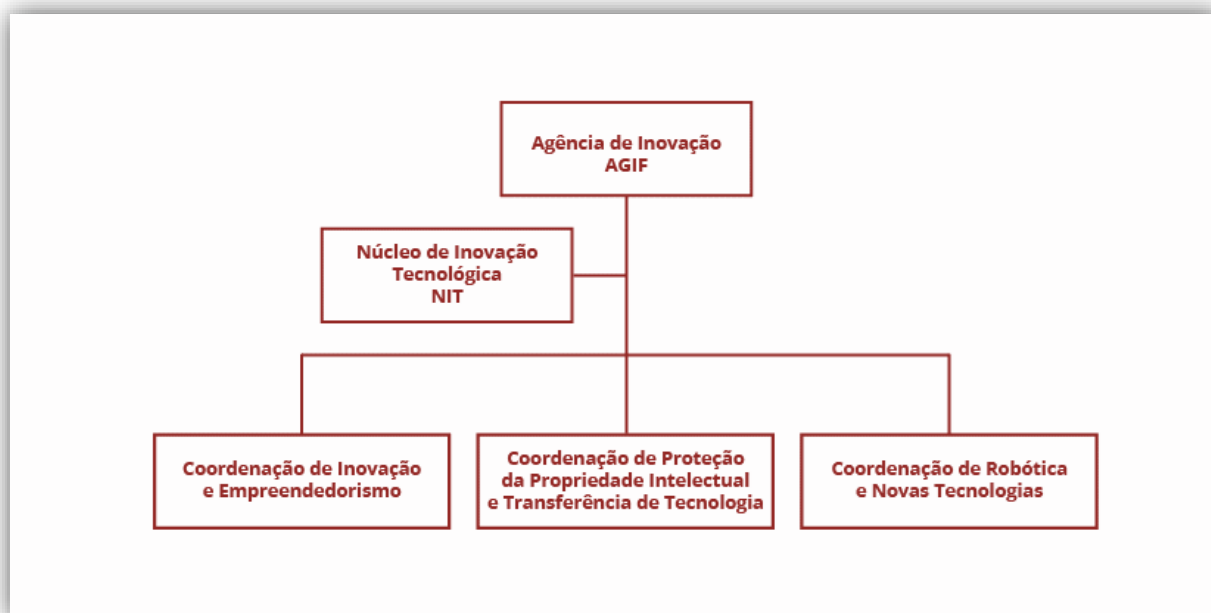 Agência de Inovação
AGIF
Núcleo de Inovação
Tecnológica
NIT
Coordenação de Inovação
e Empreendedorismo
Coordenação de Proteção
da Propriedade Intelectual
e Transferência de Tecnologia
Coordenação de Robótica
e Novas Tecnologias